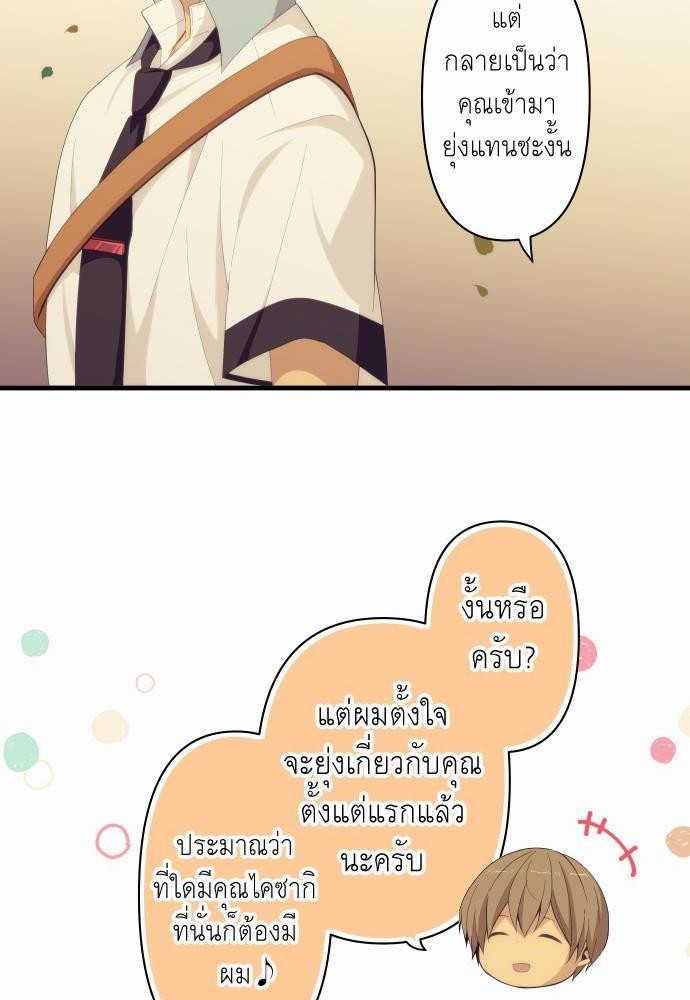 แต่
กลายเป็นว่า
คุณเข้ามา
ยุ่งแทนซะงั้น
งั้นหรือ
ครับ?
แต่ผมตั้งใจ
จะยุ่งเกี่ยวกับคุณ
ตั้งแต่แรกแล้ว
นะครับ
ประมาณว่า
ที่ใดมีคุณไคซากิ
ที่นั่นก็ต้องมี
ผม♪